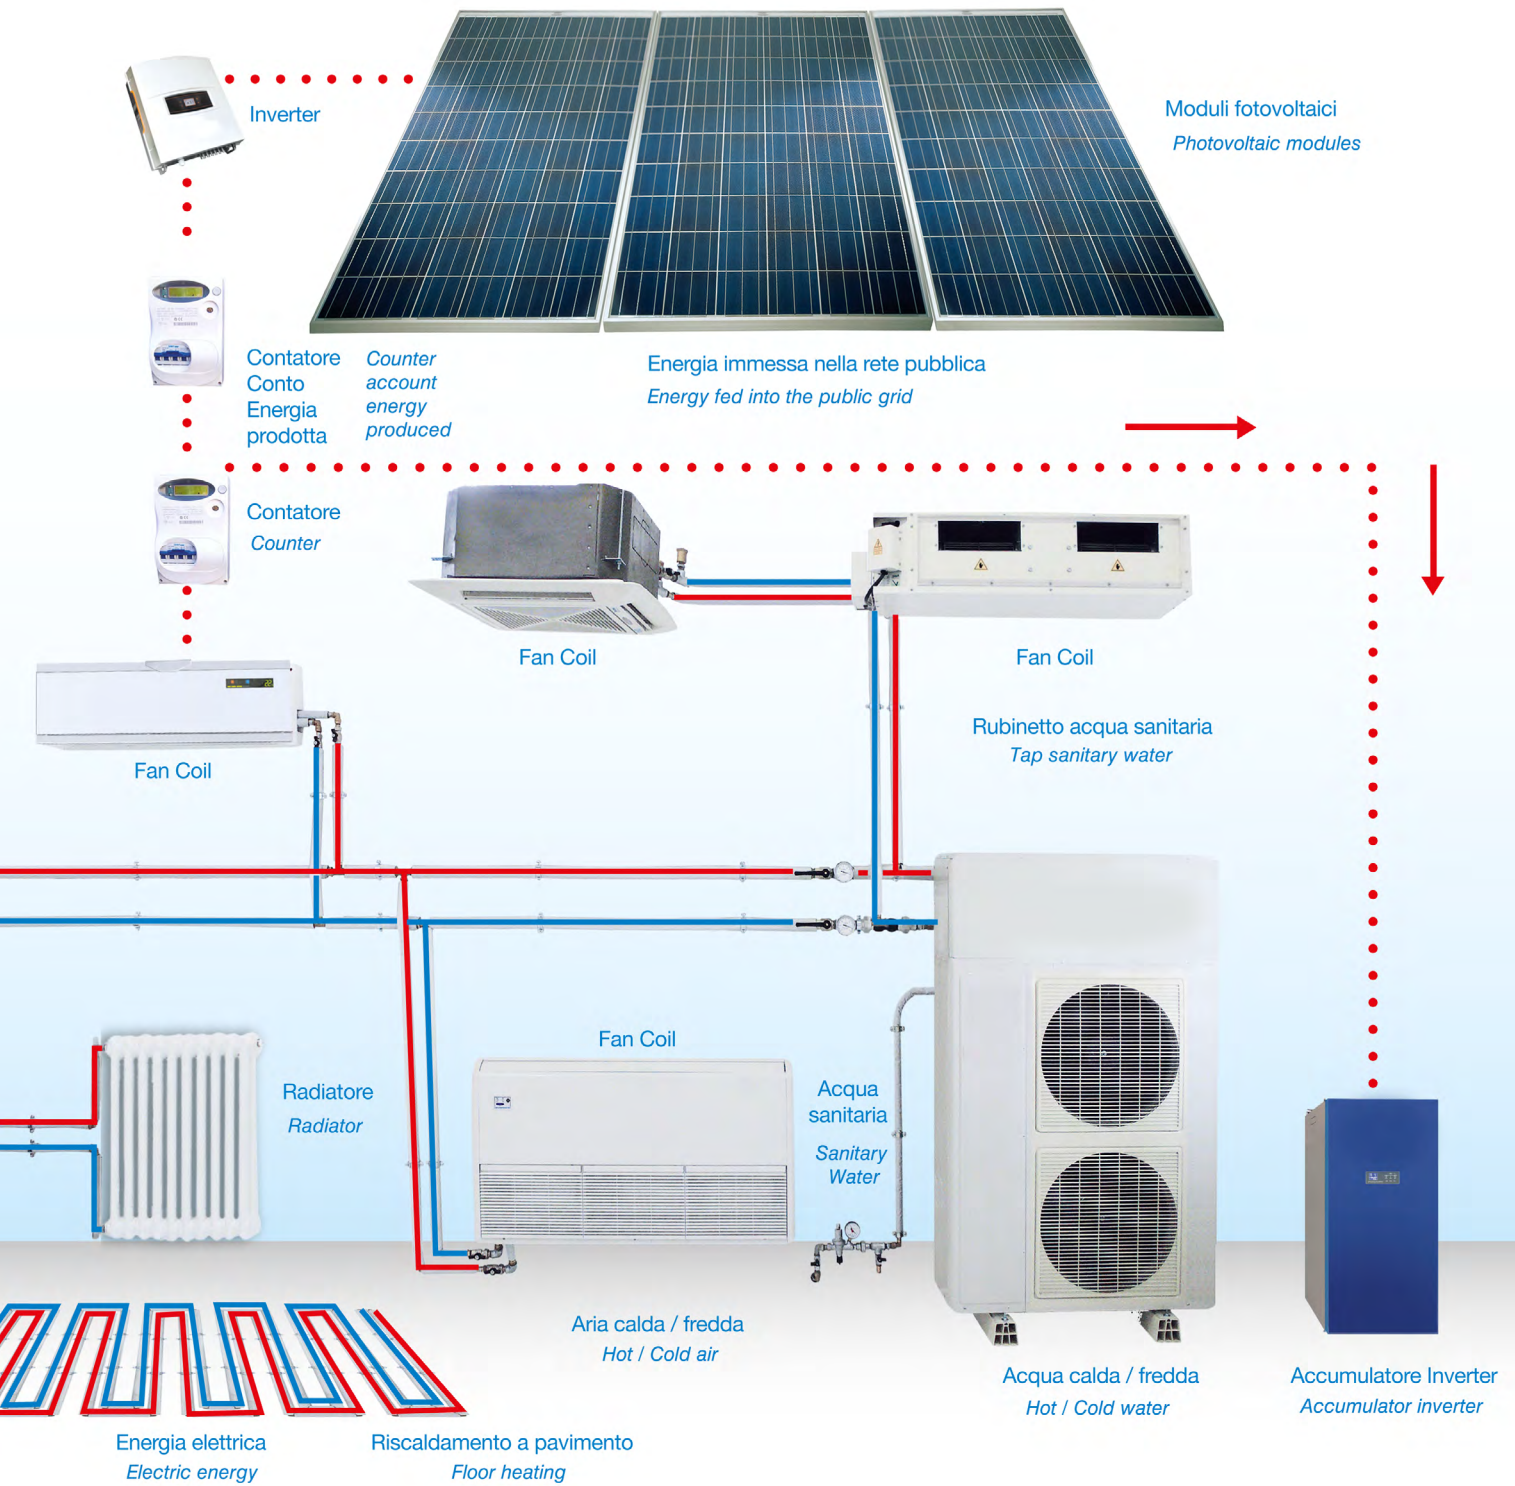 Inverter
Moduli fotovoltaici
Photovoltaic modules
Contatore
Conto
Energia
prodotta
Counter
account
energy
produced
Energia immessa nella rete pubblica
Energy fed into the public grid
Contatore
Counter
Fan Coil
Fan Coil
Rubinetto acqua sanitaria
Tap sanitary water
Fan Coil
Fan Coil
Radiatore
Radiator
Acqua
sanitaria
Sanitary
Water
Aria calda / fredda
Hot / Cold air
Acqua calda / fredda
Hot / Cold water
Accumulatore Inverter
Accumulator inverter
Energia elettrica
Electric energy
Riscaldamento a pavimento
Floor heating